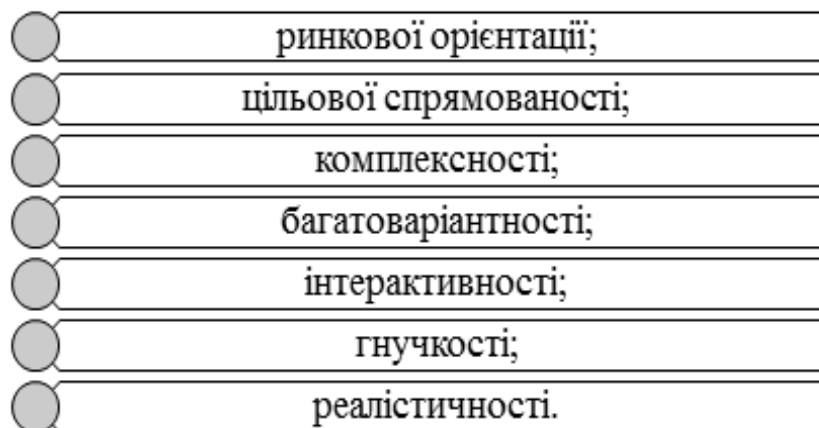 ринкової орієнтації;
цільової спрямованості;
комплексності;
багатоваріантності;
інтерактивності;
гнучкості;
реалістичності.